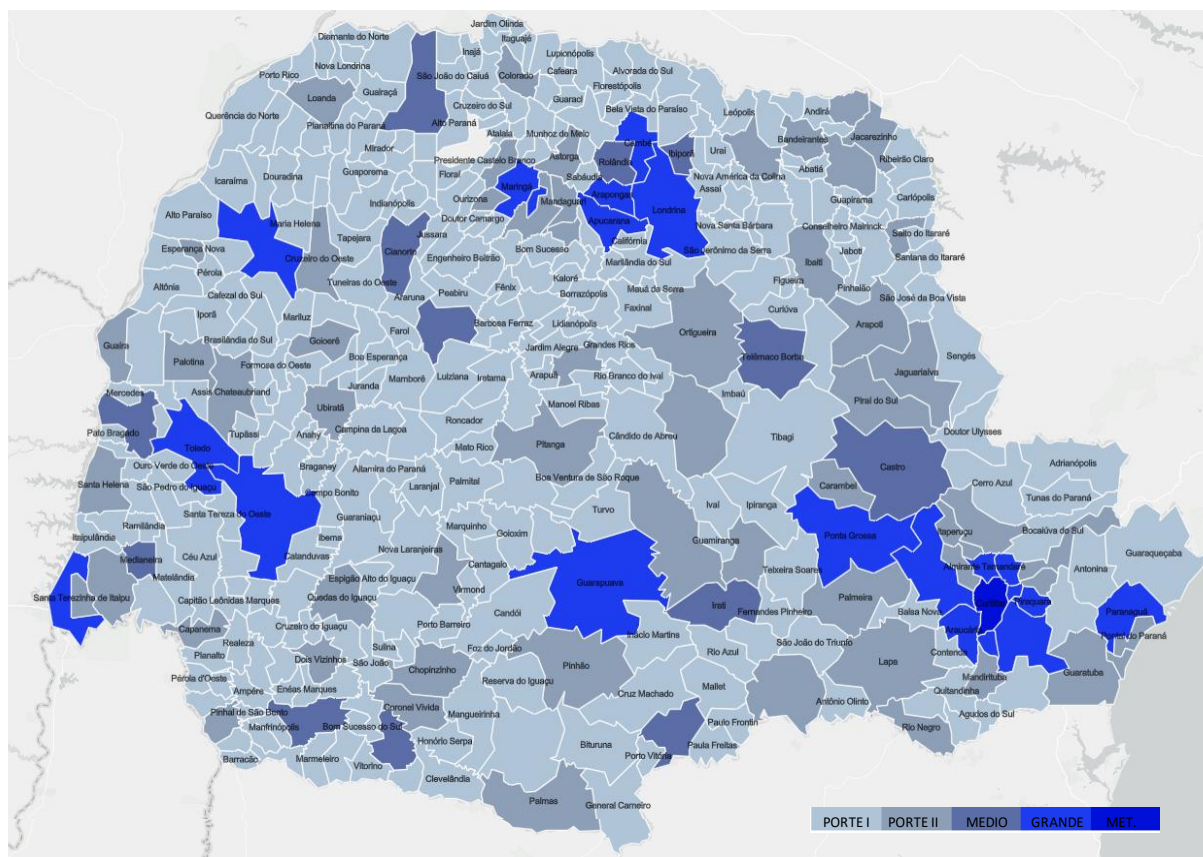 Jardim Olinda
Diamante do Norte
Itaguajé
Inajá
Lupionópolis
Nova Londrina
São João do Caiuá
Colorado
Cafeara
Alvorada do Sul
Porto Rico
Guairaçá
Florestópolis
Loanda
Guaraci
Andirá
Querência do Norte
Planaltina do Paraná
Cruzeiro do Sul
Bela Vista do Paraíso
Leópolis
Alto Paraná
Atalaia
Munhoz de Melo
Cambé
Bandeirantes
Jacarezinho
Mirador
Ibiporã
Uraí
Presidente Castelo Branco
Astorga
Rolândia
Ribeirão Claro
Icaraíma
Douradina
Guaporema
Floraí
Sabáudia
Nova América da Colina
Abatiá
Maringá
Arapongas
Assaí
Indianópolis
Ourizona
Mandaguari
Londrina
Guapirama
Carlópolis
Alto Paraíso
Maria Helena
Doutor Camargo
Apucarana
Nova Santa Bárbara
Conselheiro Mairinck
Salto do Itararé
Tapejara
Jussara
Califórnia
Esperança Nova
Cianorte
Engenheiro Beltrão
Bom Sucesso
São Jerônimo da Serra
Jaboti
Santana do Itararé
Cruzeiro do Oeste
Marilândia do Sul
Ibaiti
Pérola
Tuneiras do Oeste
Kaloré
Figueira
Pinhalão
Altônia
Cafezal do Sul
Araruna
Peabiru
Fênix
Borrazópolis
Mauá da Serra
São José da Boa Vista
Iporã
Mariluz
Barbosa Ferraz
Lidianópolis
Faxinal
Curiúva
Arapoti
Farol
Ortigueira
Guaíra
Brasilândia do Sul
Goioerê
Boa Esperança
Jardim Alegre
Grandes Rios
Telêmaco Borba
Sengés
Palotina
Formosa do Oeste
Jaguariaíva
Mercedes
Assis Chateaubriand
Juranda
Mamborê
Luiziana
Iretama
Arapuã
Rio Branco do Ivaí
Imbaú
Piraí do Sul
Ubiratã
Manoel Ribas
Pato Bragado
Toledo
Tupãssi
Anahy
Campina da Lagoa
Roncador
Cândido de Abreu
Tibagi
Doutor Ulysses
Mato Rico
Pitanga
Ouro Verde do Oeste
Braganey
Altamira do Paraná
Castro
Adrianópolis
Santa Helena
São Pedro do Iguaçu
Campo Bonito
Laranjal
Palmital
Boa Ventura de São Roque
Carambeí
Cerro Azul
Tunas do Paraná
Santa Tereza do Oeste
Guaraniaçu
Turvo
Ivaí
Ipiranga
Itaipulândia
Ramilândia
Marquinho
Goioxim
Ibema
Guamiranga
Ponta Grossa
Itaperuçu
Bocaiúva do Sul
Medianeira
Céu Azul
Catanduvas
Nova Laranjeiras
Guaraqueçaba
Matelândia
Cantagalo
Teixeira Soares
Almirante Tamandaré
Antonina
Santa Terezinha de Itaipu
Espigão Alto do Iguaçu
Guarapuava
Capitão Leônidas Marques
Quedas do Iguaçu
Virmond
Palmeira
Curitiba
Piraquara
Candói
Irati
Fernandes Pinheiro
Balsa Nova
Paranaguá
Porto Barreiro
Capanema
Cruzeiro do Iguaçu
Araucária
Realeza
Inácio Martins
Pontal do Paraná
Sulina
Foz do Jordão
São João do Triunfo
Contenda
Planalto
Dois Vizinhos
São João
Rio Azul
Lapa
Pinhão
Chopinzinho
Mandirituba
Guaratuba
Pérola d'Oeste
Reserva do Iguaçu
Mallet
Ampére
Enéas Marques
Cruz Machado
Quitandinha
Antônio Olinto
Pinhal de São Bento
Coronel Vivida
Mangueirinha
Agudos do Sul
Manfrinópolis
Bom Sucesso do Sul
Paulo Frontin
Rio Negro
Honório Serpa
Bituruna
Paula Freitas
Barracão
Marmeleiro
Porto Vitória
Vitorino
Clevelândia
Palmas
General Carneiro
PORTE I PORTE II MEDIO GRANDE MET.